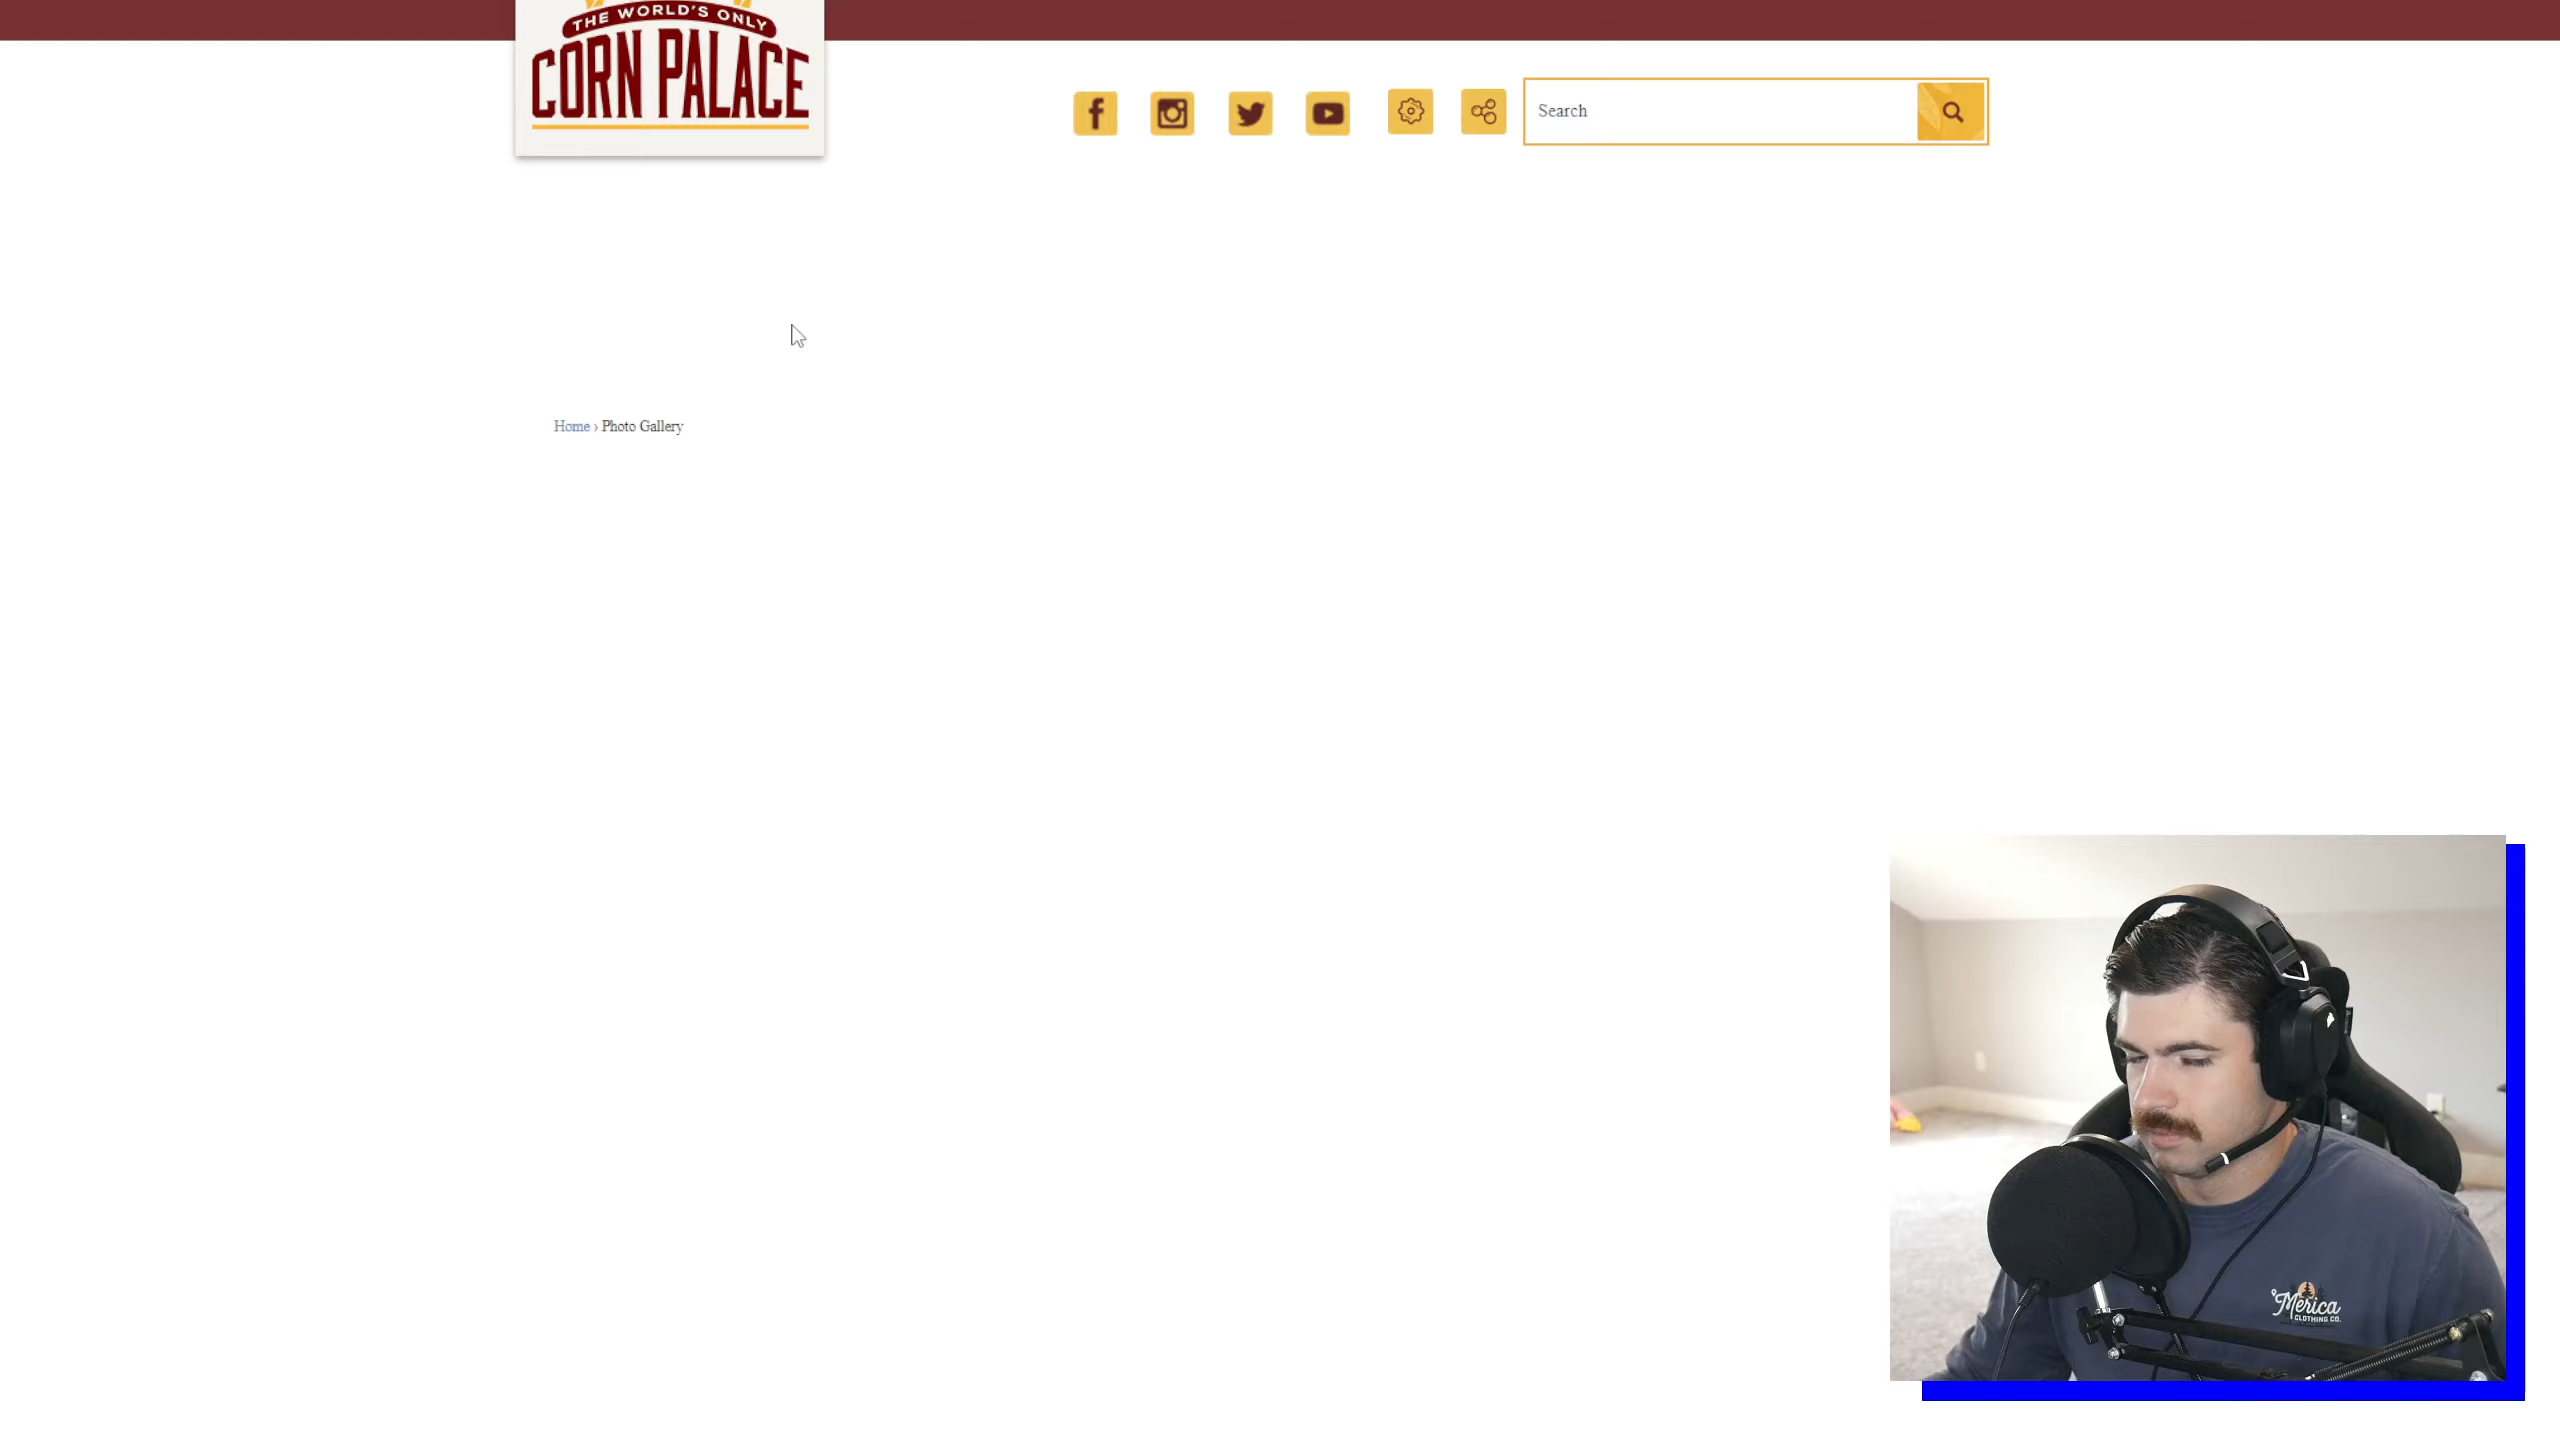 THE WORLD'S ONLY
CORN PALACE
Search
Home › Photo Gallery
'Merica
CLOTHING CO.